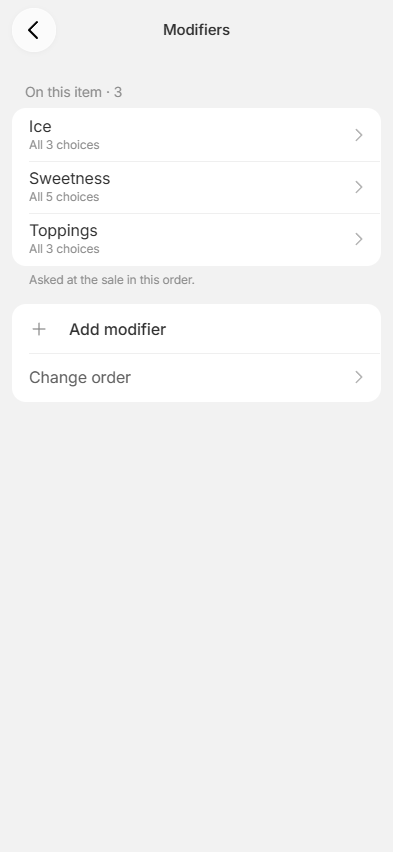 Modifiers
On this item · 3
Ice
All 3 choices
Sweetness
All 5 choices
Toppings
All 3 choices
Asked at the sale in this order.
Add modifier
Change order